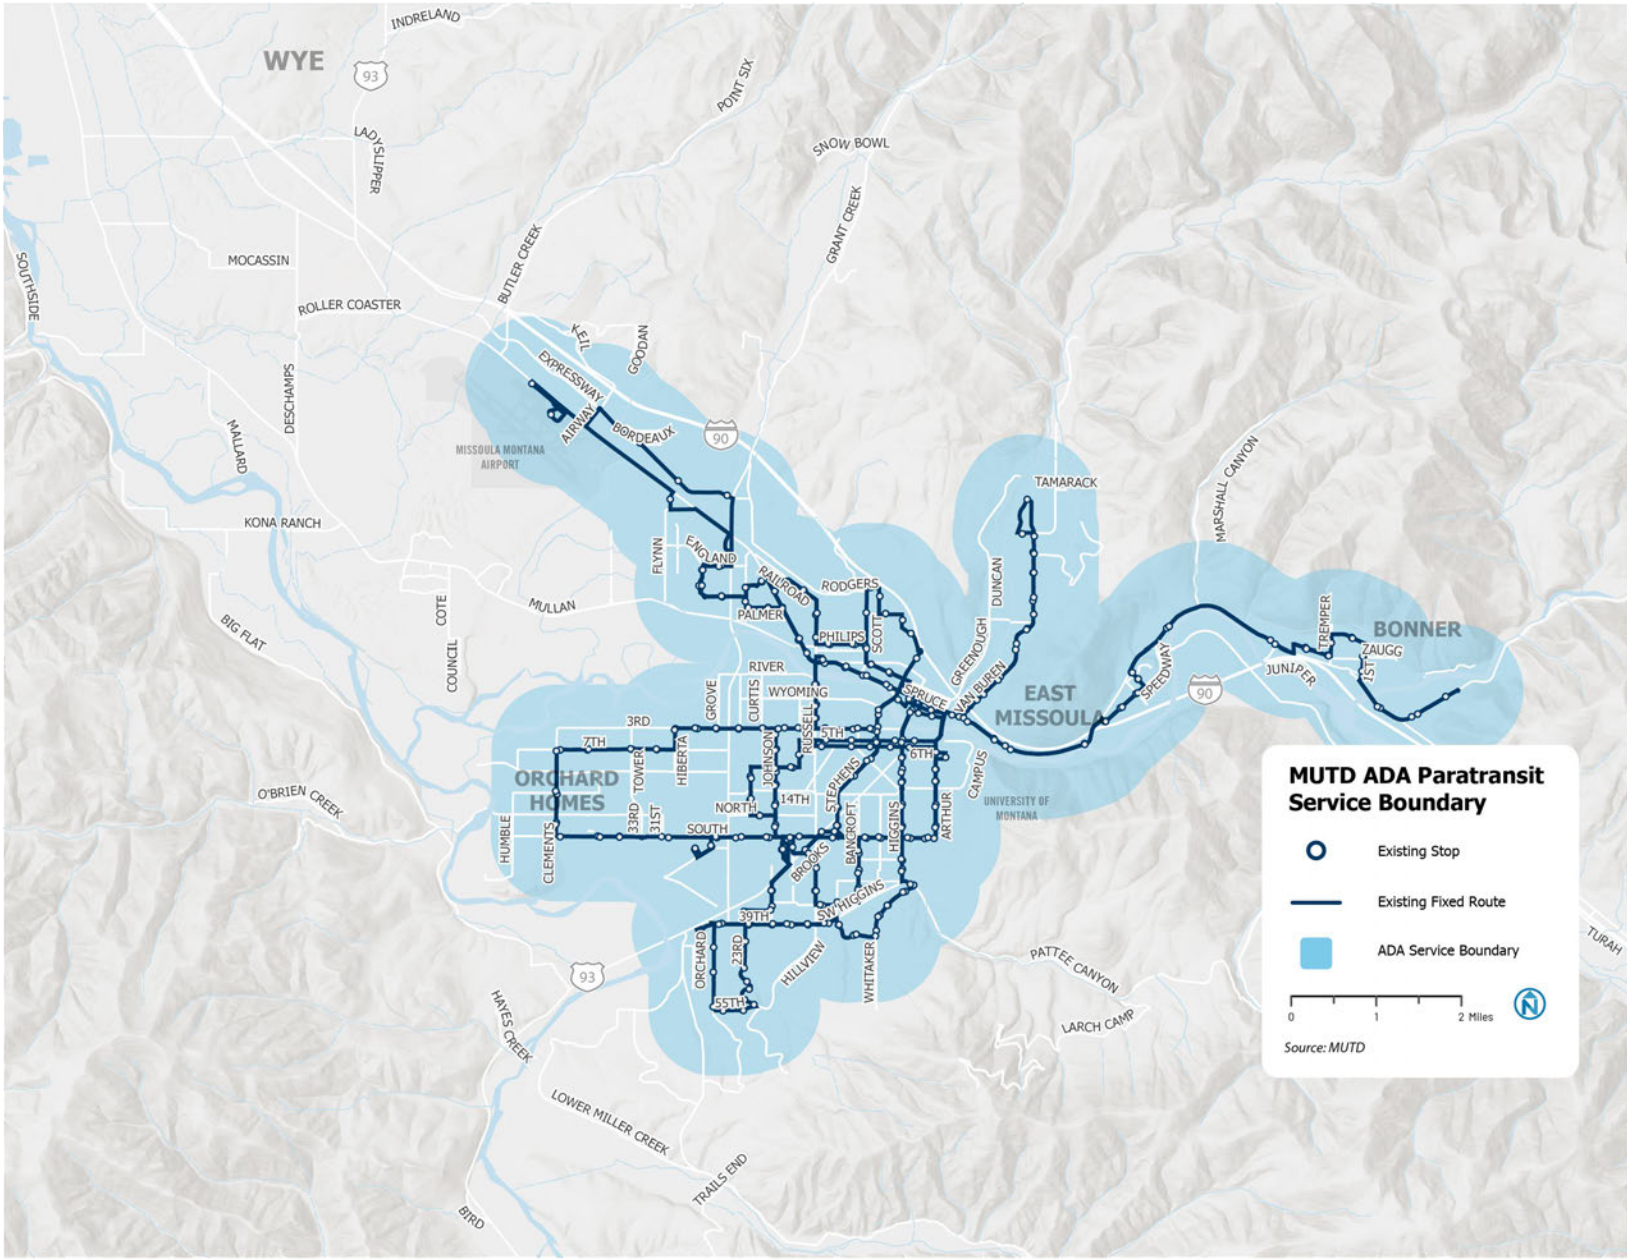 INDRELAND
WYE
93
POINT SIX
LADYSLIPPER
SNOW BOWL
GRANT CREEK
BUTLER CREEK
MOCASSIN
SOUTHSIDE
ROLLER COASTER
KEIL
GOODAN
EXPRESSWAY
DESCHAMPS
AIRWAY
BORDEAUX
90
MALLARD
MISSOULA MONTANA
AIRPORT
MARSHALL CANYON
TAMARACK
KONA RANCH
FLYNN
ENGLAND
RAILROAD
RODGERS
DUNCAN
COTE
MULLAN
PALMER
PHILIPS
SCOTT
BIG FLAT
COUNCIL
GREENOUGH
TREMPER
BONNER
ZAUGG
1ST
JUNIPER
SPEEDWAY
90
RIVER
WYOMING
SPRUCE
VAN BUREN
EAST
MISSOULA
GROVE
CURTIS
RUSSELL
3RD
5TH
7TH
6TH
TOWER
HIBERTA
JOHNSON
STEPHENS
CAMPUS
ORCHARD
HOMES
O'BRIEN CREEK
NORTH
14TH
UNIVERSITY OF
MONTANA
HUMBLE
CLEMENTS
33RD
31ST
SOUTH
BROOKS
BANCROFT
HIGGINS
ARTHUR
39TH
SW HIGGINS
ORCHARD
23RD
HILLVIEW
WHITAKER
PATTEE CANYON
TURAH
93
55TH
HAYES CREEK
LARCH CAMP
LOWER MILLER CREEK
TRAILS END
BIRD
MUTD ADA Paratransit
Service Boundary
Existing Stop
Existing Fixed Route
ADA Service Boundary
0 1 2 Miles
N
Source: MUTD